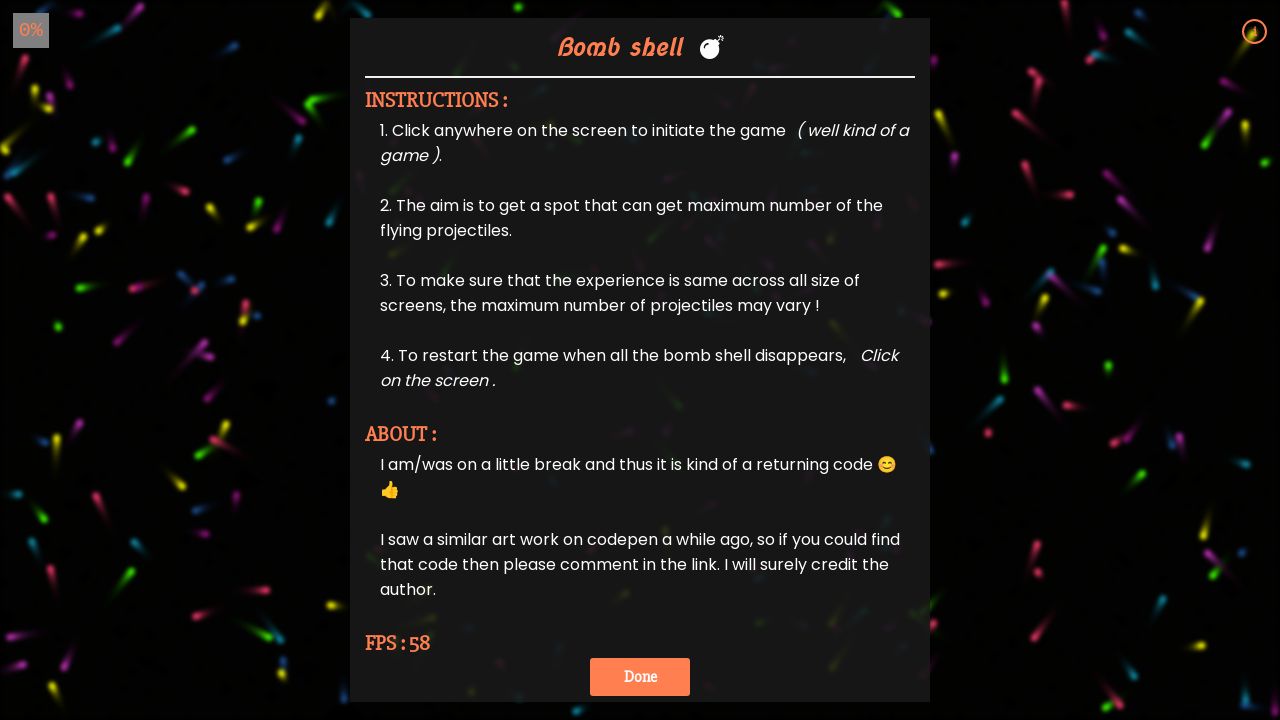 0%
Bomb shell 💣
INSTRUCTIONS :
1. Click anywhere on the screen to initiate the game ( well kind of a
game ).
2. The aim is to get a spot that can get maximum number of the
flying projectiles.
3. To make sure that the experience is same across all size of
screens, the maximum number of projectiles may vary !
4. To restart the game when all the bomb shell disappears, Click
on the screen .
ABOUT :
I am/was on a little break and thus it is kind of a returning code 😊
👍
I saw a similar art work on codepen a while ago, so if you could find
that code then please comment in the link. I will surely credit the
author.
FPS : 58
Done